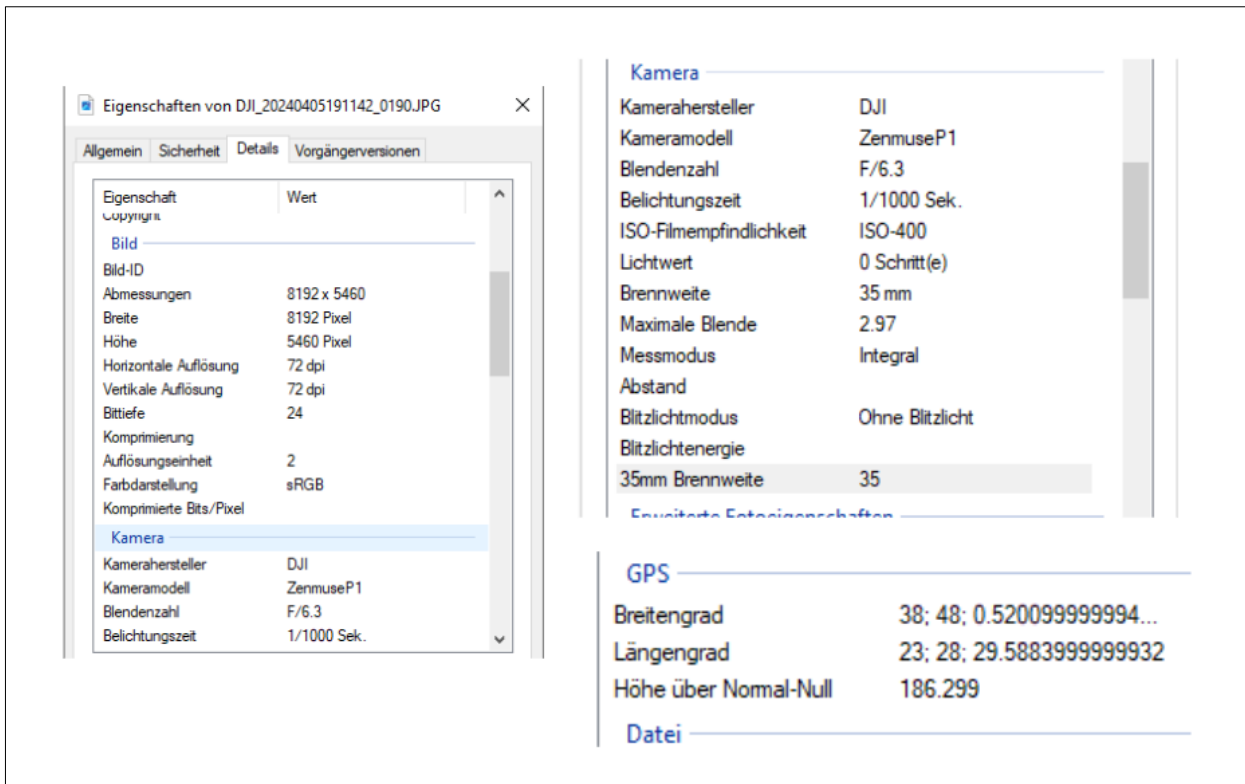 Eigenschaften von DJI_20240405191142_0190.JPG
Allgemein Sicherheit Details Vorgängerversionen
Eigenschaft Wert
Copyright
Bild
Bild-ID
Abmessungen 8192 x 5460
Breite 8192 Pixel
Höhe 5460 Pixel
Horizontale Auflösung 72 dpi
Vertikale Auflösung 72 dpi
Bittiefe 24
Komprimierung
Auflösungseinheit 2
Farbdarstellung sRGB
Komprimierte Bits/Pixel
Kamera
Kamerahersteller DJI
Kameramodell ZenmuseP1
Blendenzahl F/6.3
Belichtungszeit 1/1000 Sek.
Kamera
Kamerahersteller DJI
Kameramodell ZenmuseP1
Blendenzahl F/6.3
Belichtungszeit 1/1000 Sek.
ISO-Filmempfindlichkeit ISO-400
Lichtwert 0 Schritt(e)
Brennweite 35 mm
Maximale Blende 2.97
Messmodus Integral
Abstand
Blitzlichtmodus Ohne Blitzlicht
Blitzlichtenergie
35mm Brennweite 35
Erweiterte Fotoeigenschaften
GPS
Breitengrad 38; 48; 0.520099999994...
Längengrad 23; 28; 29.5883999999932
Höhe über Normal-Null 186.299
Datei